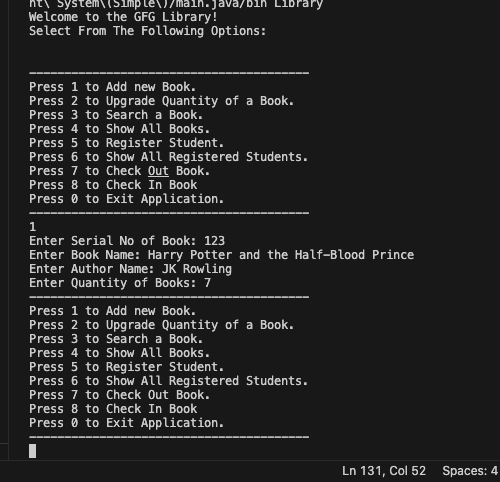 nt\ System\(Simple\)/main.java/bin Library
Welcome to the GFG Library!
Select From The Following Options:
----------------------------------------
Press 1 to Add new Book.
Press 2 to Upgrade Quantity of a Book.
Press 3 to Search a Book.
Press 4 to Show All Books.
Press 5 to Register Student.
Press 6 to Show All Registered Students.
Press 7 to Check Out Book.
Press 8 to Check In Book
Press 0 to Exit Application.
----------------------------------------
1
Enter Serial No of Book: 123
Enter Book Name: Harry Potter and the Half-Blood Prince
Enter Author Name: JK Rowling
Enter Quantity of Books: 7
----------------------------------------
Press 1 to Add new Book.
Press 2 to Upgrade Quantity of a Book.
Press 3 to Search a Book.
Press 4 to Show All Books.
Press 5 to Register Student.
Press 6 to Show All Registered Students.
Press 7 to Check Out Book.
Press 8 to Check In Book
Press 0 to Exit Application.
----------------------------------------
Ln 131, Col 52 Spaces: 4